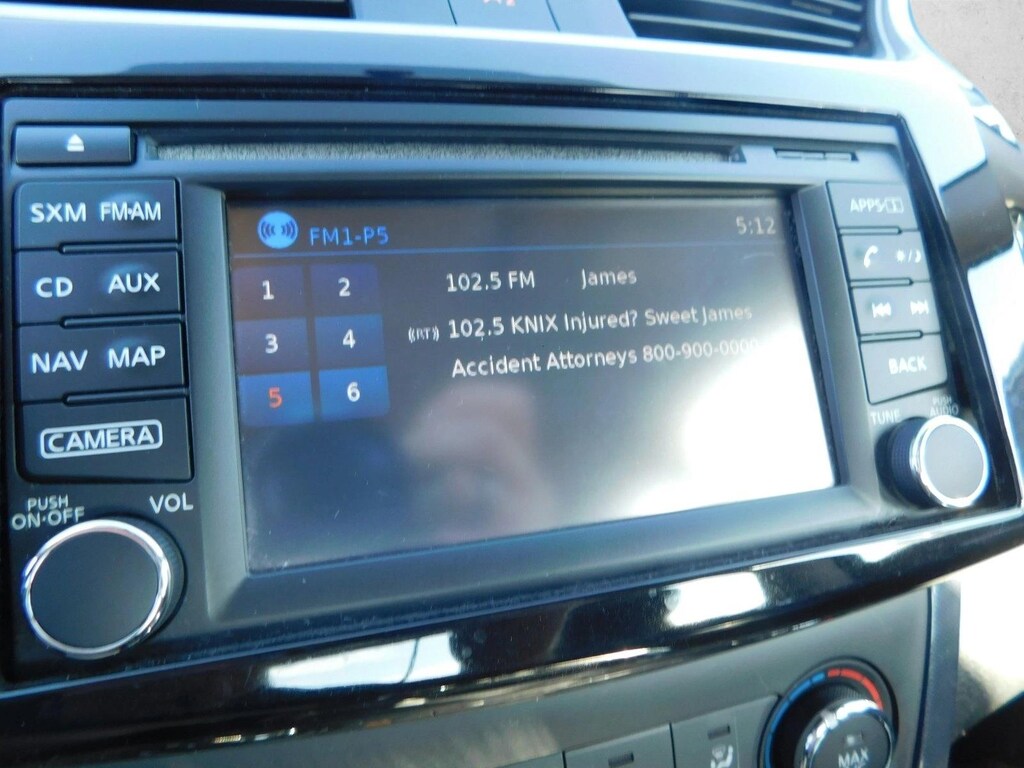 SXM FM·AM
CD AUX
NAV MAP
CAMERA
PUSH
ON·OFF
VOL
FM1-P5
5:12
1 2
3 4
5 6
102.5 FM James
((RT)) 102.5 KNIX Injured? Sweet James
Accident Attorneys 800-900-0000
APPS
BACK
TUNE
PUSH
AUDIO
MAX